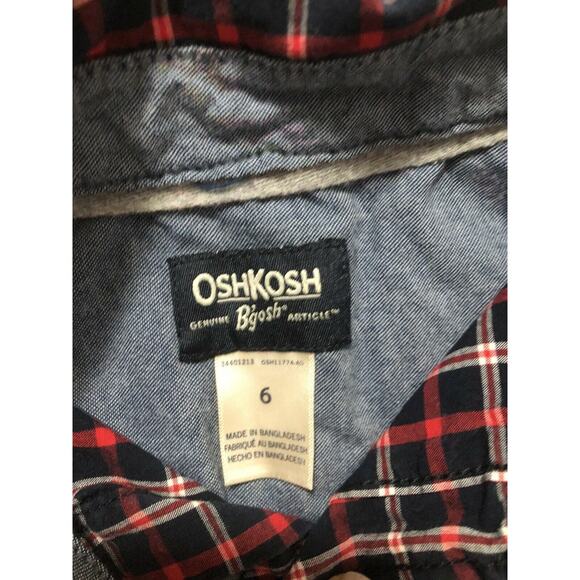 OSHKOSH
GENUINE B'gosh® ARTICLE™
6
MADE IN BANGLADESH
FABRIQUÉ AU BANGLADESH
HECHO EN BANGLADESH